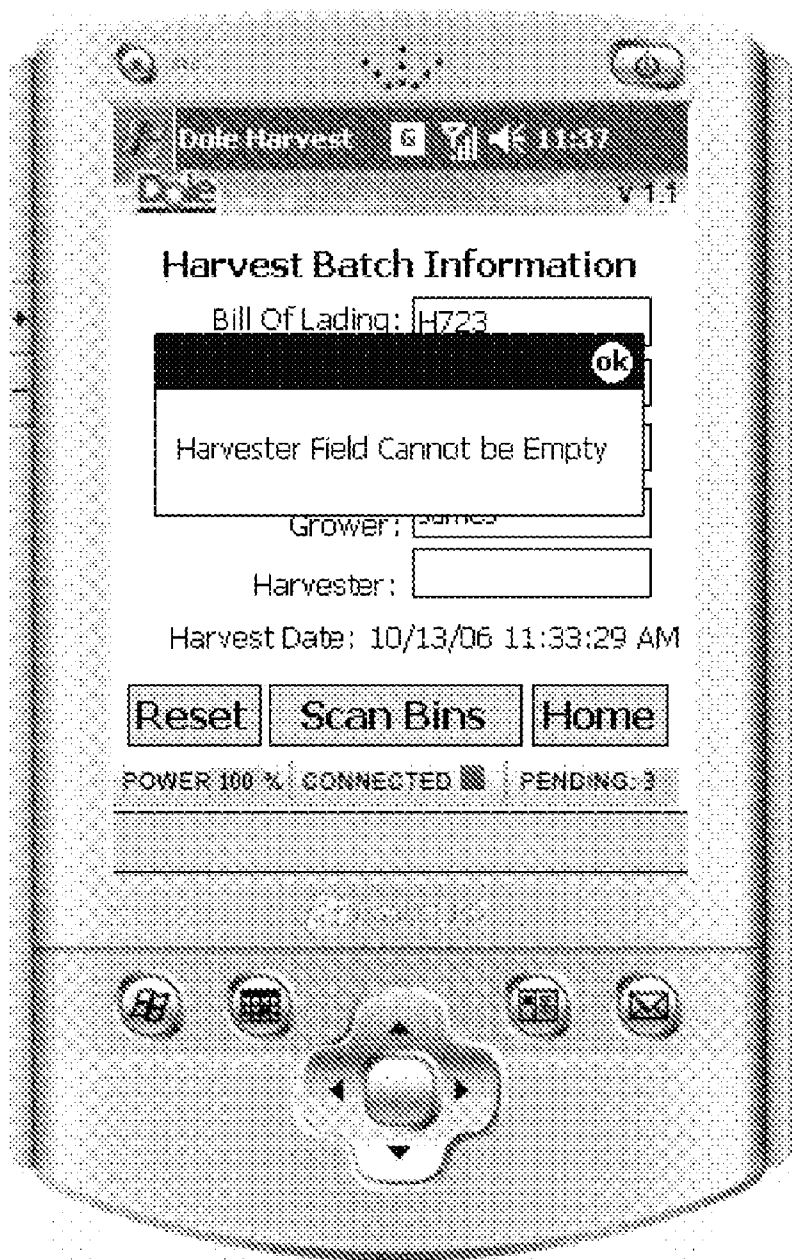 Dole Harvest 11:37
Dole V 1.1
Harvest Batch Information
Bill Of Lading: H723
ok
Harvester Field Cannot be Empty
Grower: James
Harvester:
Harvest Date: 10/13/06 11:33:29 AM
Reset Scan Bins Home
POWER 100 % CONNECTED PENDING: 3